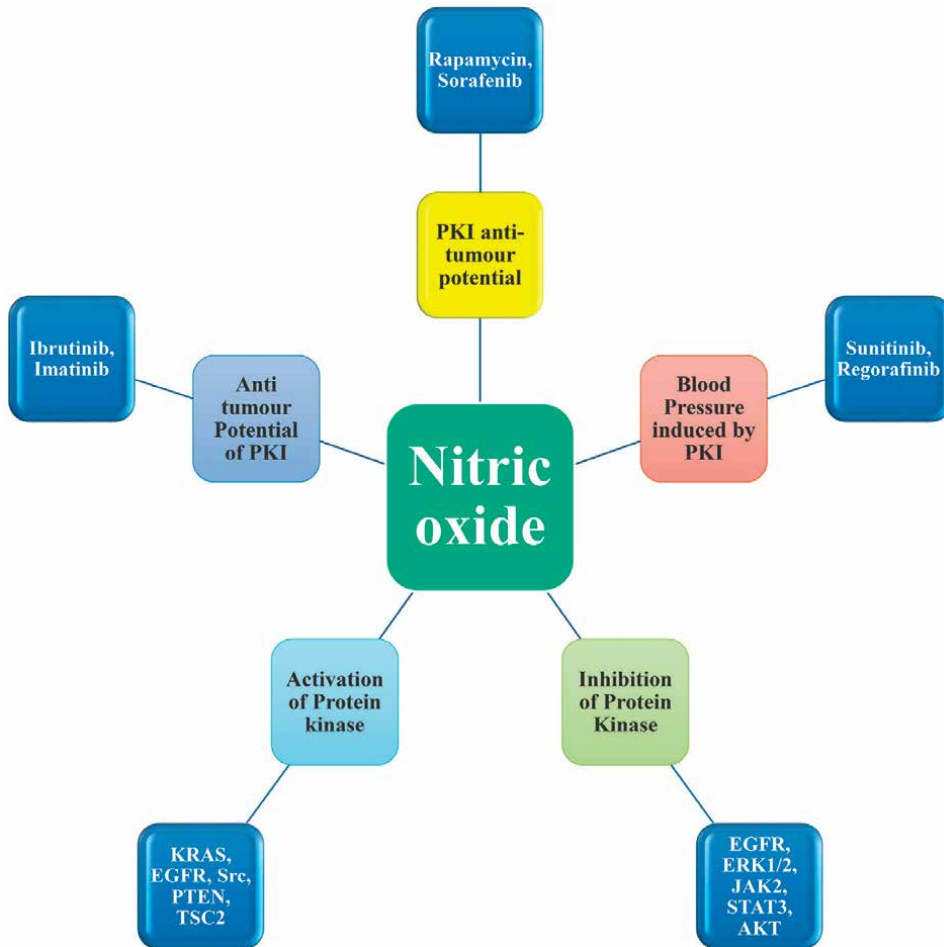 Rapamycin,
Sorafenib
PKI anti-
tumour
potential
Ibrutinib,
Imatinib
Anti
tumour
Potential
of PKI
Nitric
oxide
Blood
Pressure
induced by
PKI
Sunitinib,
Regorafinib
Activation
of Protein
kinase
Inhibition
of Protein
Kinase
KRAS,
EGFR, Src,
PTEN,
TSC2
EGFR,
ERK1/2,
JAK2,
STAT3,
AKT